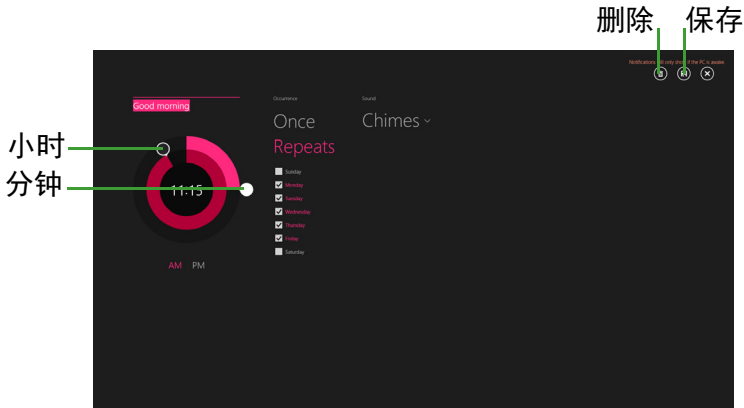 删除 保存
Notifications will only show if the PC is awake.
Good morning
Occurrence
Sound
Once
Chimes
Repeats
小时
分钟
11:15
Sunday
Monday
Tuesday
Wednesday
Thursday
Friday
Saturday
AM PM